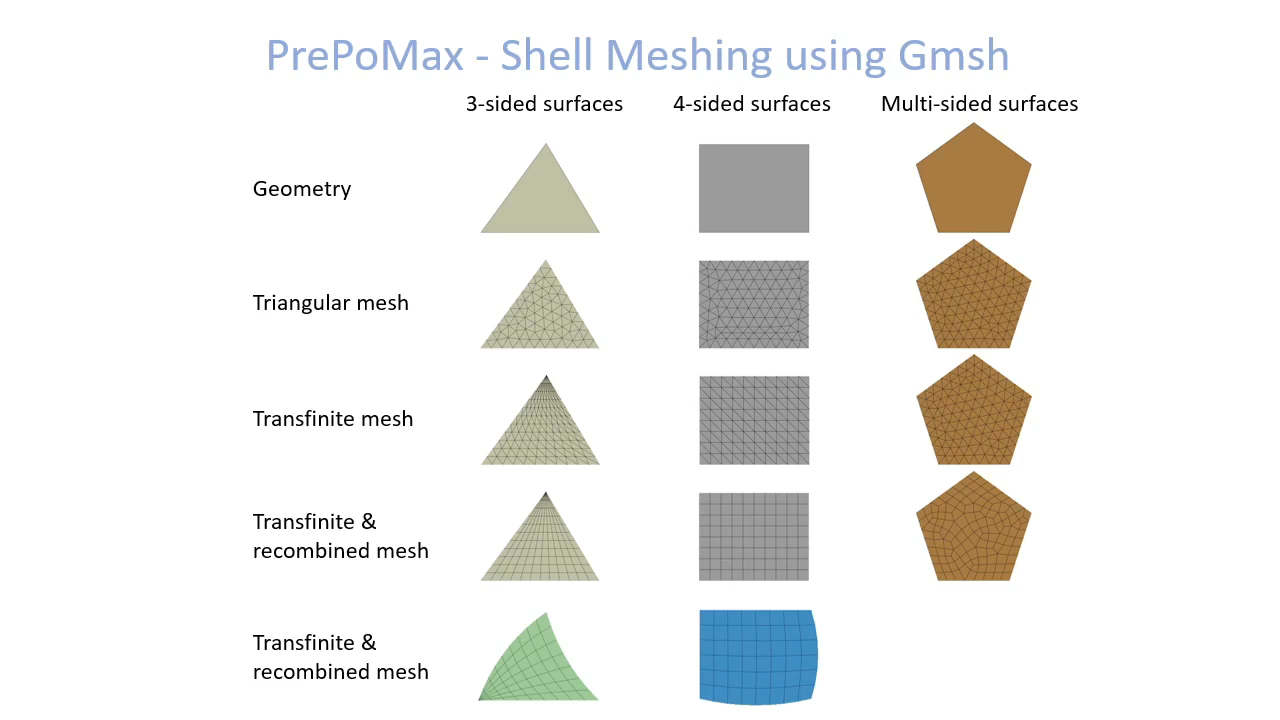 PrePoMax - Shell Meshing using Gmsh
3-sided surfaces
4-sided surfaces
Multi-sided surfaces
Geometry
Triangular mesh
Transfinite mesh
Transfinite &
recombined mesh
Transfinite &
recombined mesh